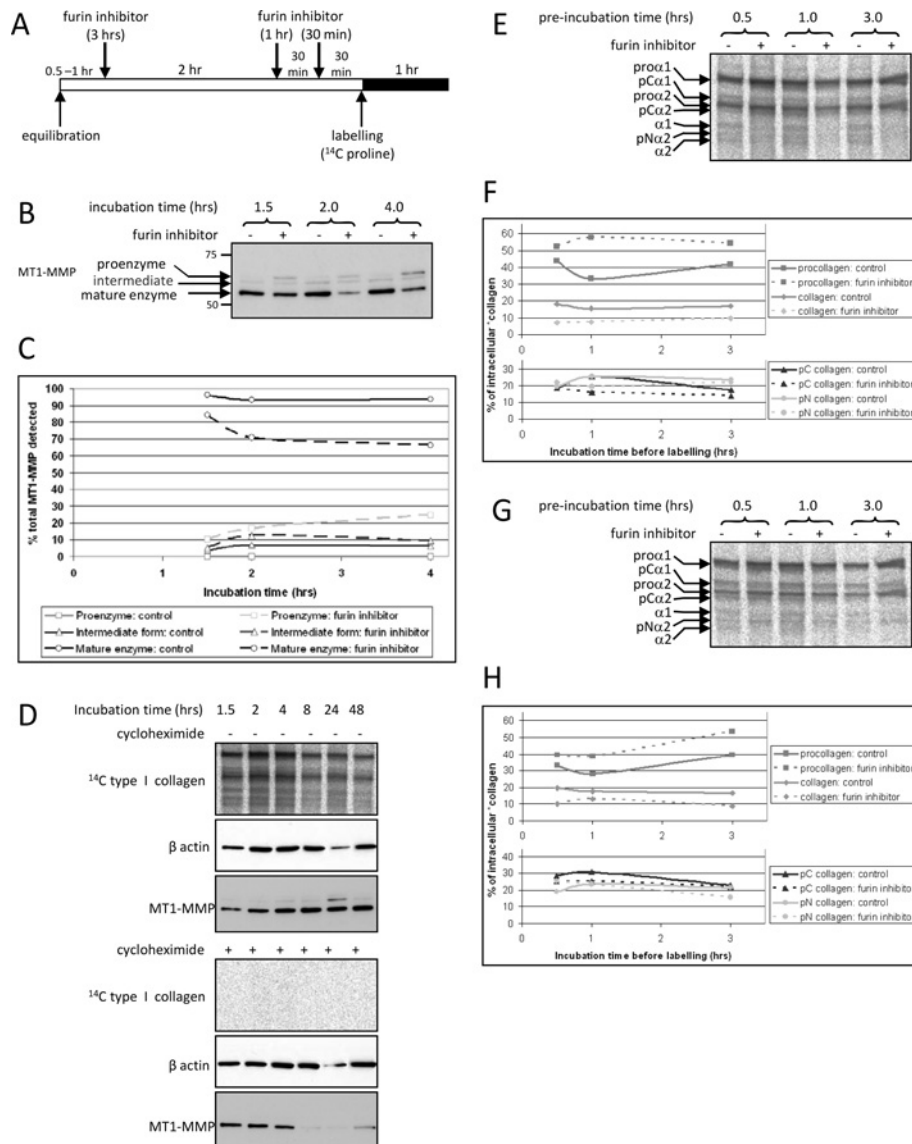 A
furin inhibitor
(3 hrs)
furin inhibitor
(1 hr) (30 min)
0.5 –1 hr
2 hr
30 min
30 min
1 hr
equilibration
labelling
(¹⁴C proline)
B
incubation time (hrs) 1.5 2.0 4.0
furin inhibitor - + - + - +
75
MT1-MMP
proenzyme
intermediate
mature enzyme
50
C
% total MT1-MMP detected
100
90
80
70
60
50
40
30
20
10
0
0 2 4
Incubation time (hrs)
Proenzyme: control
Proenzyme: furin inhibitor
Intermediate form: control
Intermediate form: furin inhibitor
Mature enzyme: control
Mature enzyme: furin inhibitor
D
Incubation time (hrs) 1.5 2 4 8 24 48
cycloheximide - - - - - -
¹⁴C type I collagen
β actin
MT1-MMP
cycloheximide + + + + + +
¹⁴C type I collagen
β actin
MT1-MMP
E
pre-incubation time (hrs) 0.5 1.0 3.0
furin inhibitor - + - + - +
proα1
pCα1
proα2
pCα2
α1
pNα2
α2
F
% of intracellular* collagen
60
50
40
30
20
10
0
0 1 2 3
procollagen: control
procollagen: furin inhibitor
collagen: control
collagen: furin inhibitor
30
20
10
0
0 1 2 3
Incubation time before labelling (hrs)
pC collagen: control
pC collagen: furin inhibitor
pN collagen: control
pN collagen: furin inhibitor
G
pre-incubation time (hrs) 0.5 1.0 3.0
furin inhibitor - + - + - +
proα1
pCα1
proα2
pCα2
α1
pNα2
α2
H
% of intracellular* collagen
60
50
40
30
20
10
0
0 1 2 3
procollagen: control
procollagen: furin inhibitor
collagen: control
collagen: furin inhibitor
40
30
20
10
0
0 1 2 3
Incubation time before labelling (hrs)
pC collagen: control
pC collagen: furin inhibitor
pN collagen: control
pN collagen: furin inhibitor